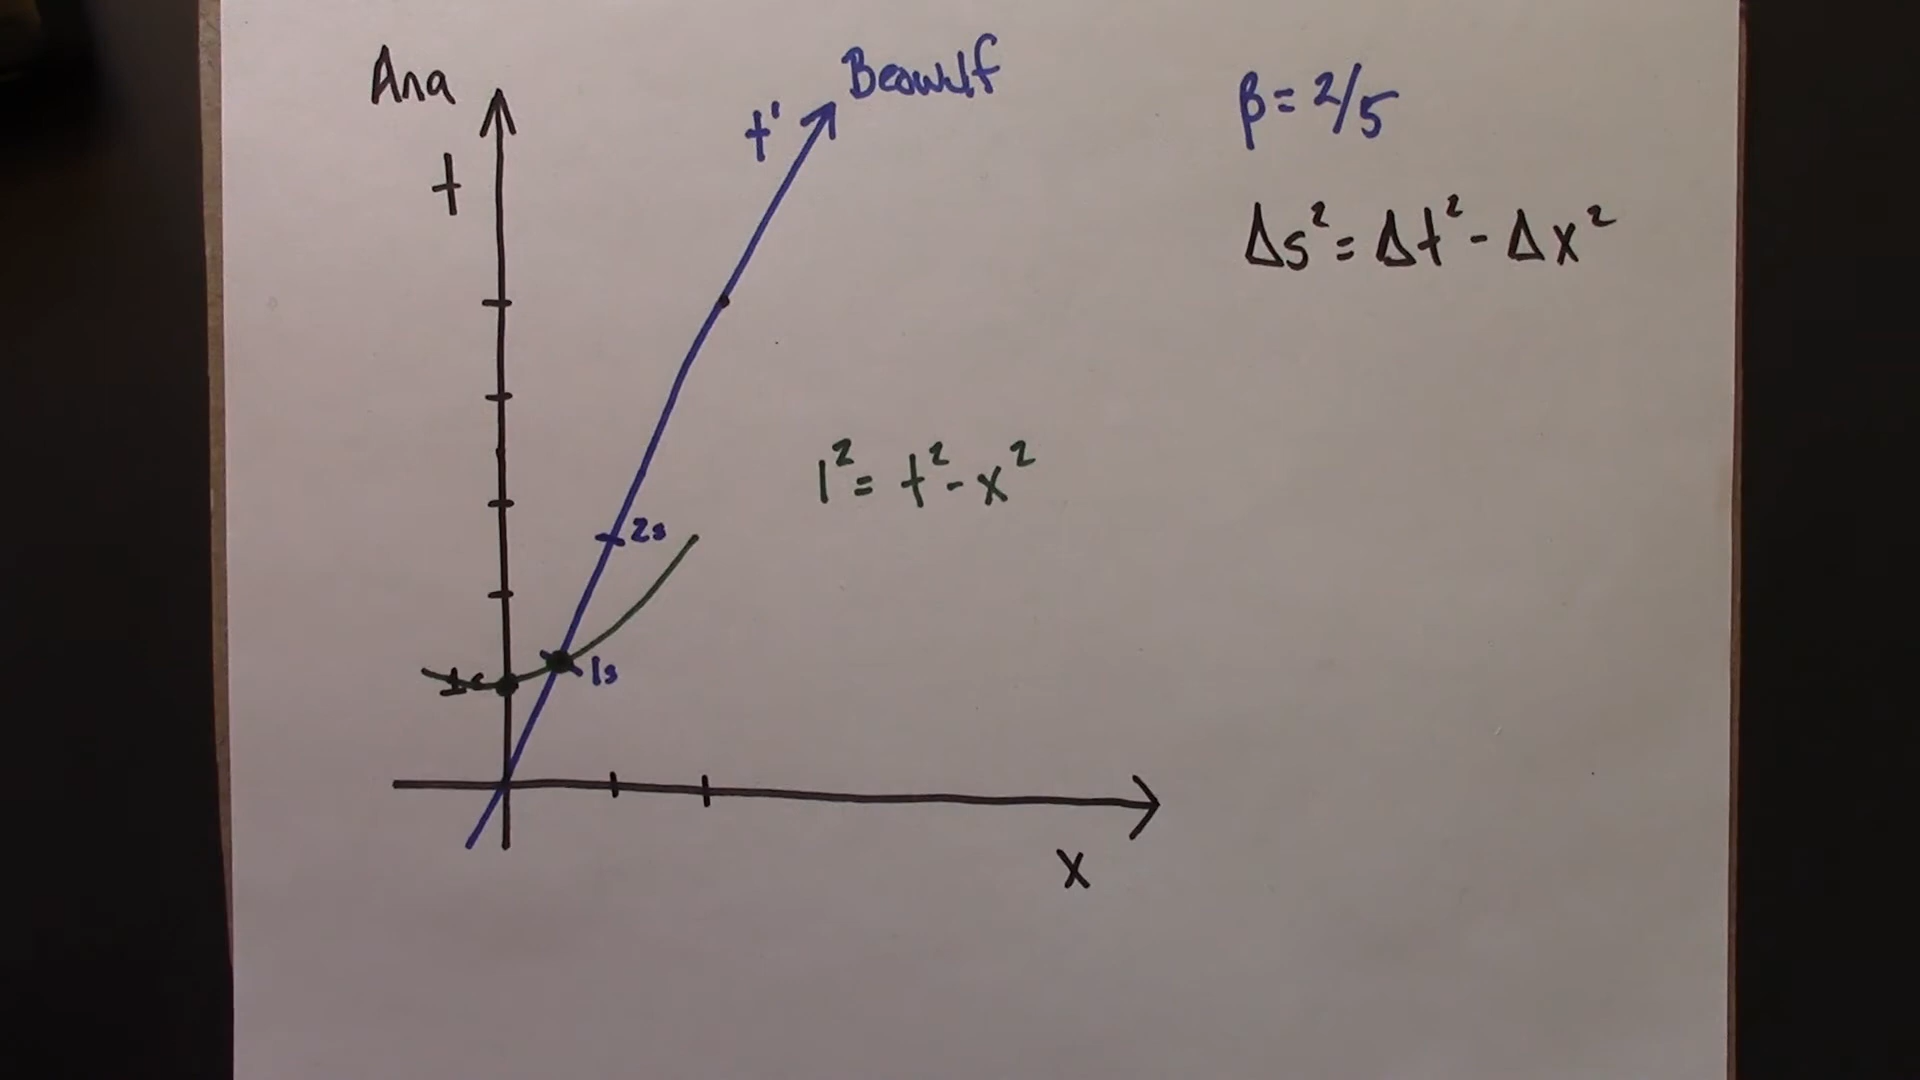 Ana
t
t'
Beowulf
β = 2/5
Δs² = Δt² - Δx²
1² = t² - x²
2s
1s
x